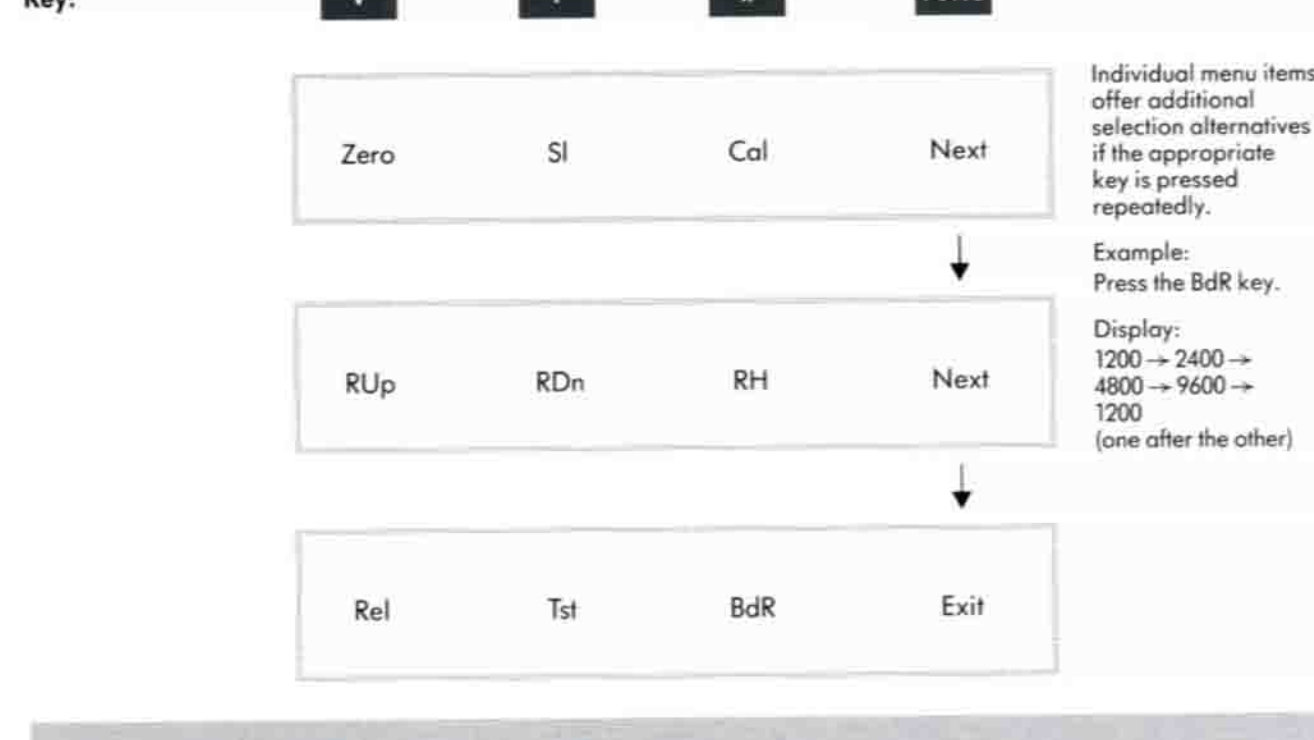 Key:
Zero SI Cal Next
Individual menu items
offer additional
selection alternatives
if the appropriate
key is pressed
repeatedly.
Example:
Press the BdR key.
RUp RDn RH Next
Display:
1200 → 2400 →
4800 → 9600 →
1200
(one after the other)
Rel Tst BdR Exit